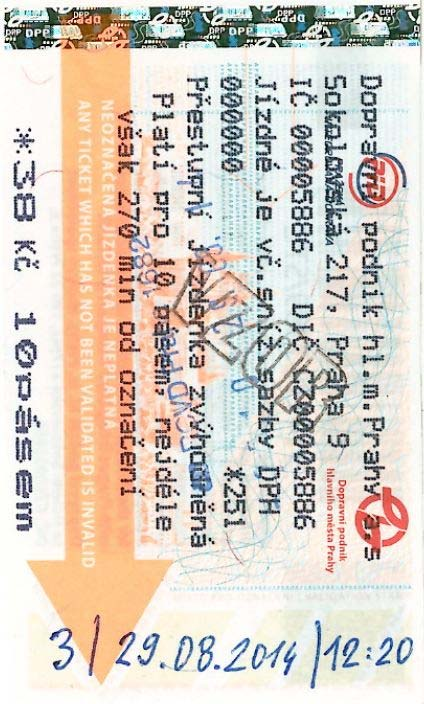 Dopravní podnik hl.m.Prahy a.s
Sokolovská 217, Praha 9
IČ 00005886 DIČ CZ00005886
Jízdné je vč.sníž.sazby DPH
000000 *251
Přestupní jízdenka zvýhodněná
Platí pro 10 pásem, nejdéle
však 270 min od označení
*38 Kč 10pásem
NEOZNAČENÁ JÍZDENKA JE NEPLATNÁ
ANY TICKET WHICH HAS NOT BEEN VALIDATED IS INVALID
Dopravní podnik
hlavního města Prahy
VZOR
3/29.08.2014/12:20
DPP